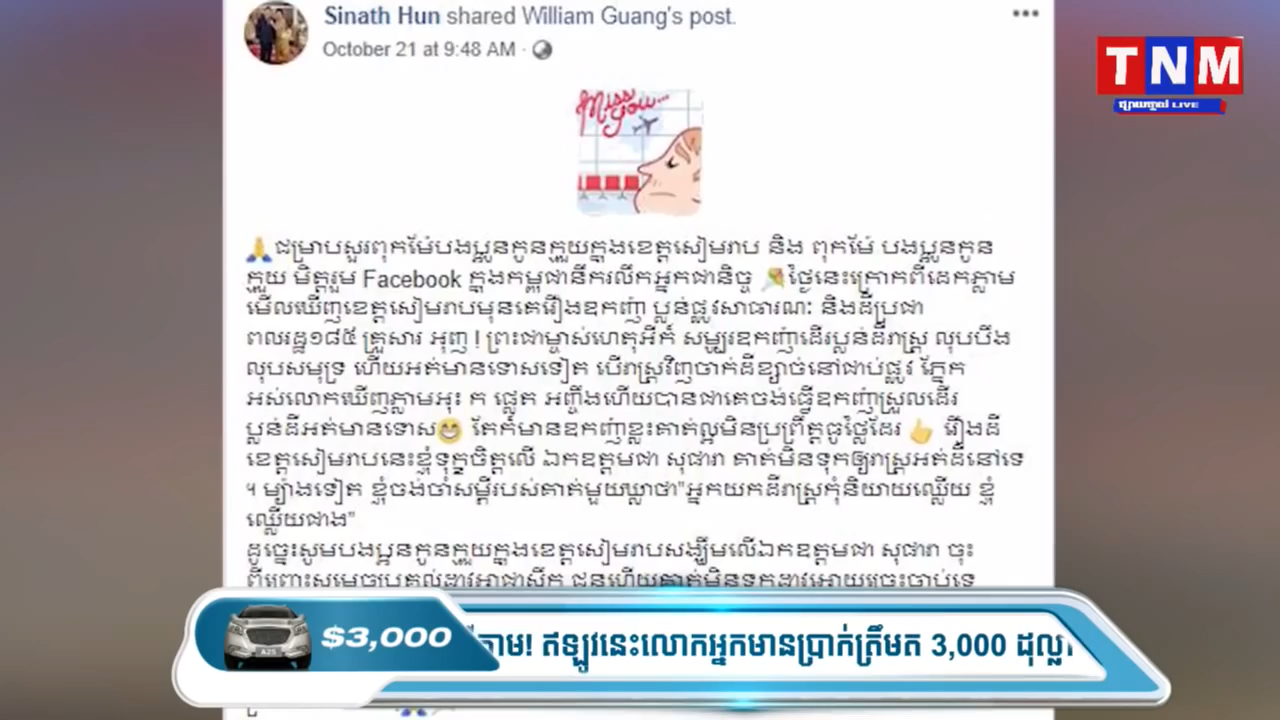 Sinath Hun shared William Guang's post.
October 21 at 9:48 AM
TNM
LIVE
Miss you...
ជម្រាបសួរពុកម៉ែបងប្អូនកូនក្មួយក្នុងខេត្តសៀមរាប និង ពុកម៉ែ បងប្អូនកូន
ក្មួយ មិត្តរួម Facebook ក្នុងកម្ពុជានឹករលឹកអ្នកជានិច្ច ថ្ងៃនេះក្រោកពីដេកភ្លាម
មើលឃើញខេត្តសៀមរាបមុនគេរឿងឧកញ៉ា ប្លន់ផ្លូវសាធារណៈ និងដីប្រជា
ពលរដ្ឋ១៨៥ គ្រួសារ អុញ ! ព្រះជាម្ចាស់ហេតុអីក៏ សម្បូរឧកញ៉ាដើរប្លន់ដីរាស្ត្រ លុបបឹង
លុបសមុទ្រ ហើយអត់មានទោសទៀត បើរាស្ត្រវិញចាក់ដីខ្សាច់នៅជាប់ផ្លូវ ភ្នែក
អស់លោកឃើញភ្លាមអុះ ក ផ្លេត អញ្ចឹងហើយបានជាគេចង់ធ្វើឧកញ៉ាស្រួលដើរ
ប្លន់ដីអត់មានទោស តែក៏មានឧកញ៉ាខ្លះគាត់ល្អមិនប្រព្រឹត្តធូថ្លៃដែរ រឿងដី
ខេត្តសៀមរាបនេះខ្ញុំទុក្ខចិត្តលើ ឯកឧត្តមជា សុផារា គាត់មិនទុកឲ្យរាស្ត្រអត់ដីនៅទេ
។ ម្យ៉ាងទៀត ខ្ញុំចង់ចាំសម្តីរបស់គាត់មួយឃ្លាថា"អ្នកយកដីរាស្ត្រកុំនិយាយឈ្លើយ ខ្ញុំ
ឈ្លើយជាង"
ដូច្នេះសូមបងប្អូនកូនក្មួយក្នុងខេត្តសៀមរាបសង្ឃឹមលើឯកឧត្តមជា សុផារា ចុះ
A25
$3,000
ឥឡូវនេះលោកអ្នកមានប្រាក់ត្រឹមត 3,000 ដុល្លា